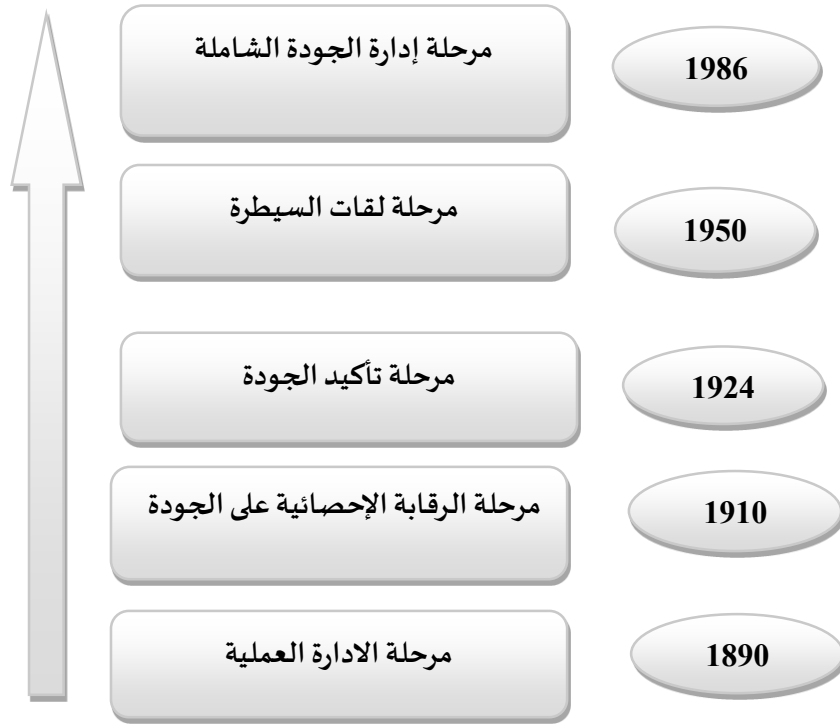 مرحلة إدارة الجودة الشاملة
1986
مرحلة لقات السيطرة
1950
مرحلة تأكيد الجودة
1924
مرحلة الرقابة الإحصائية على الجودة
1910
مرحلة الادارة العملية
1890